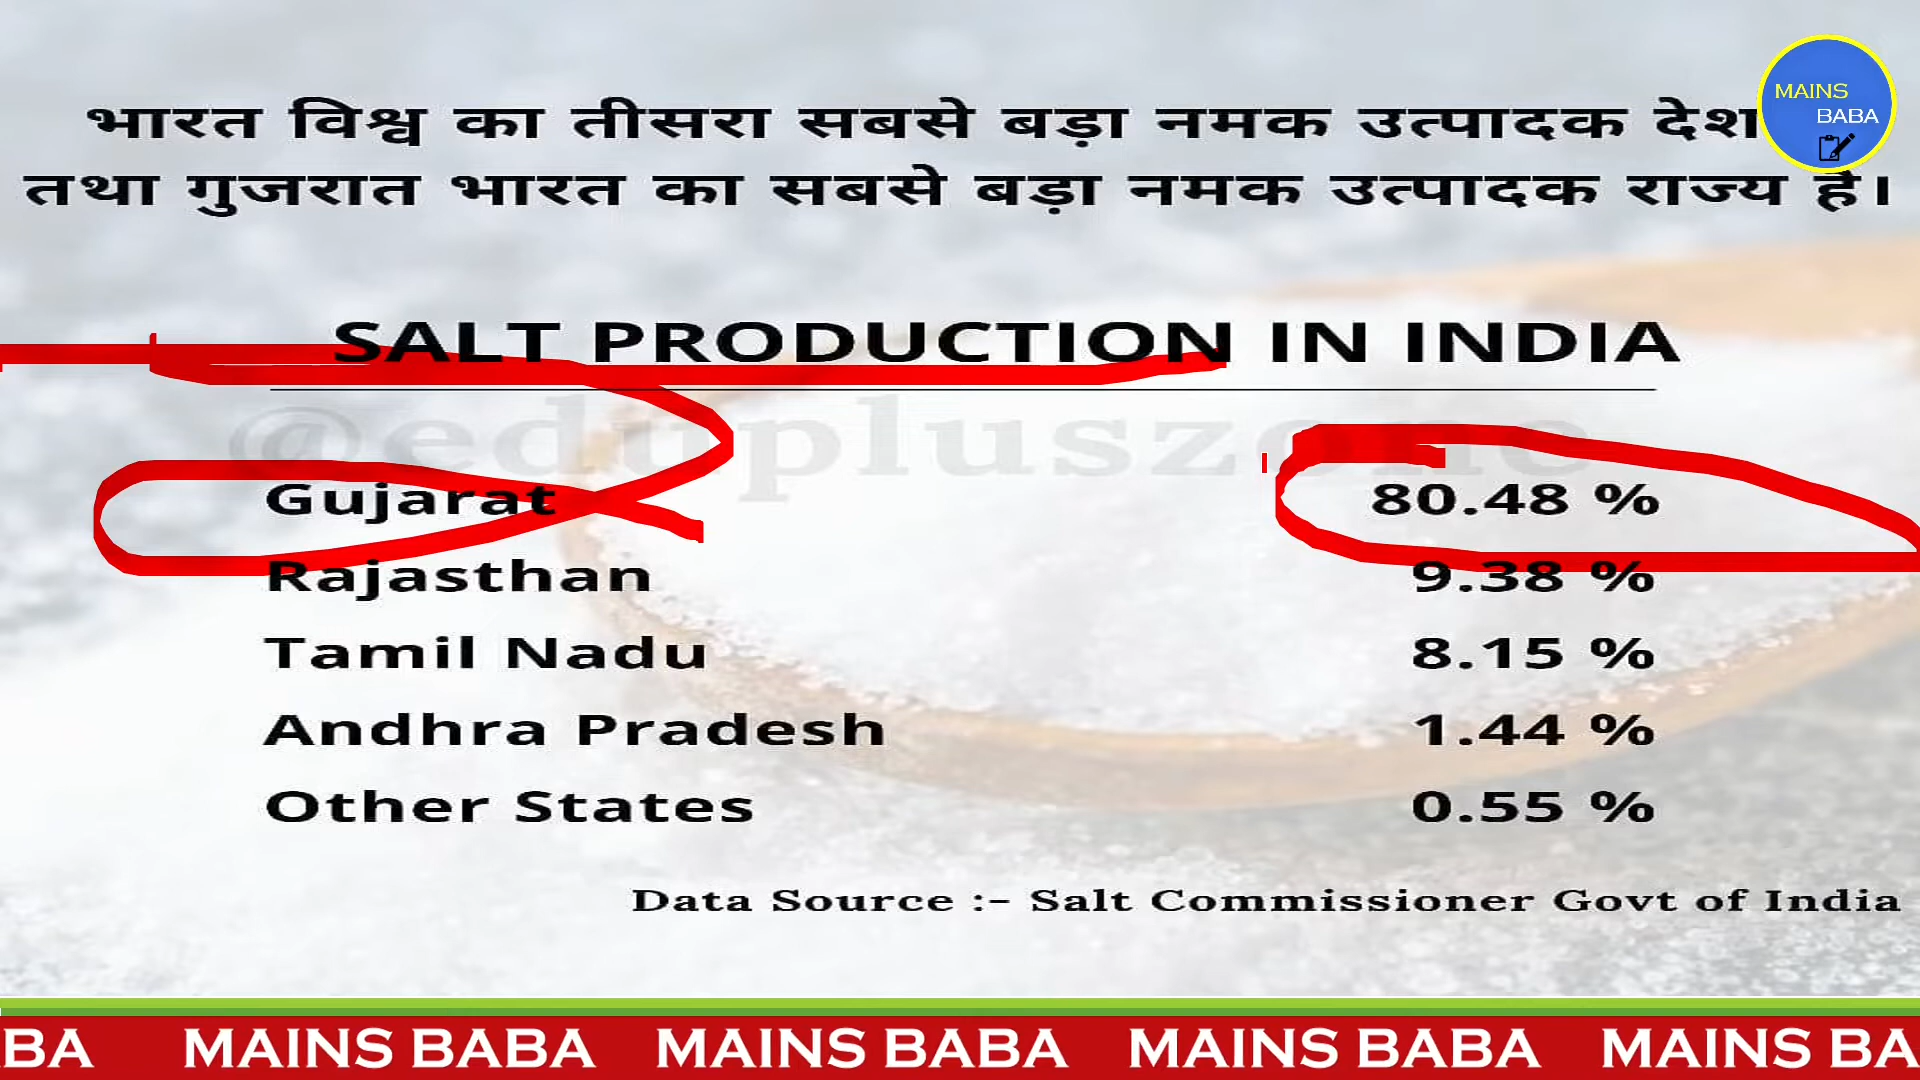 भारत विश्व का तीसरा सबसे बड़ा नमक उत्पादक देश
तथा गुजरात भारत का सबसे बड़ा नमक उत्पादक राज्य है।
MAINS
BABA
SALT PRODUCTION IN INDIA
@edupluszone
Gujarat 80.48 %
Rajasthan 9.38 %
Tamil Nadu 8.15 %
Andhra Pradesh 1.44 %
Other States 0.55 %
Data Source :- Salt Commissioner Govt of India
BA MAINS BABA MAINS BABA MAINS BABA MAINS BA